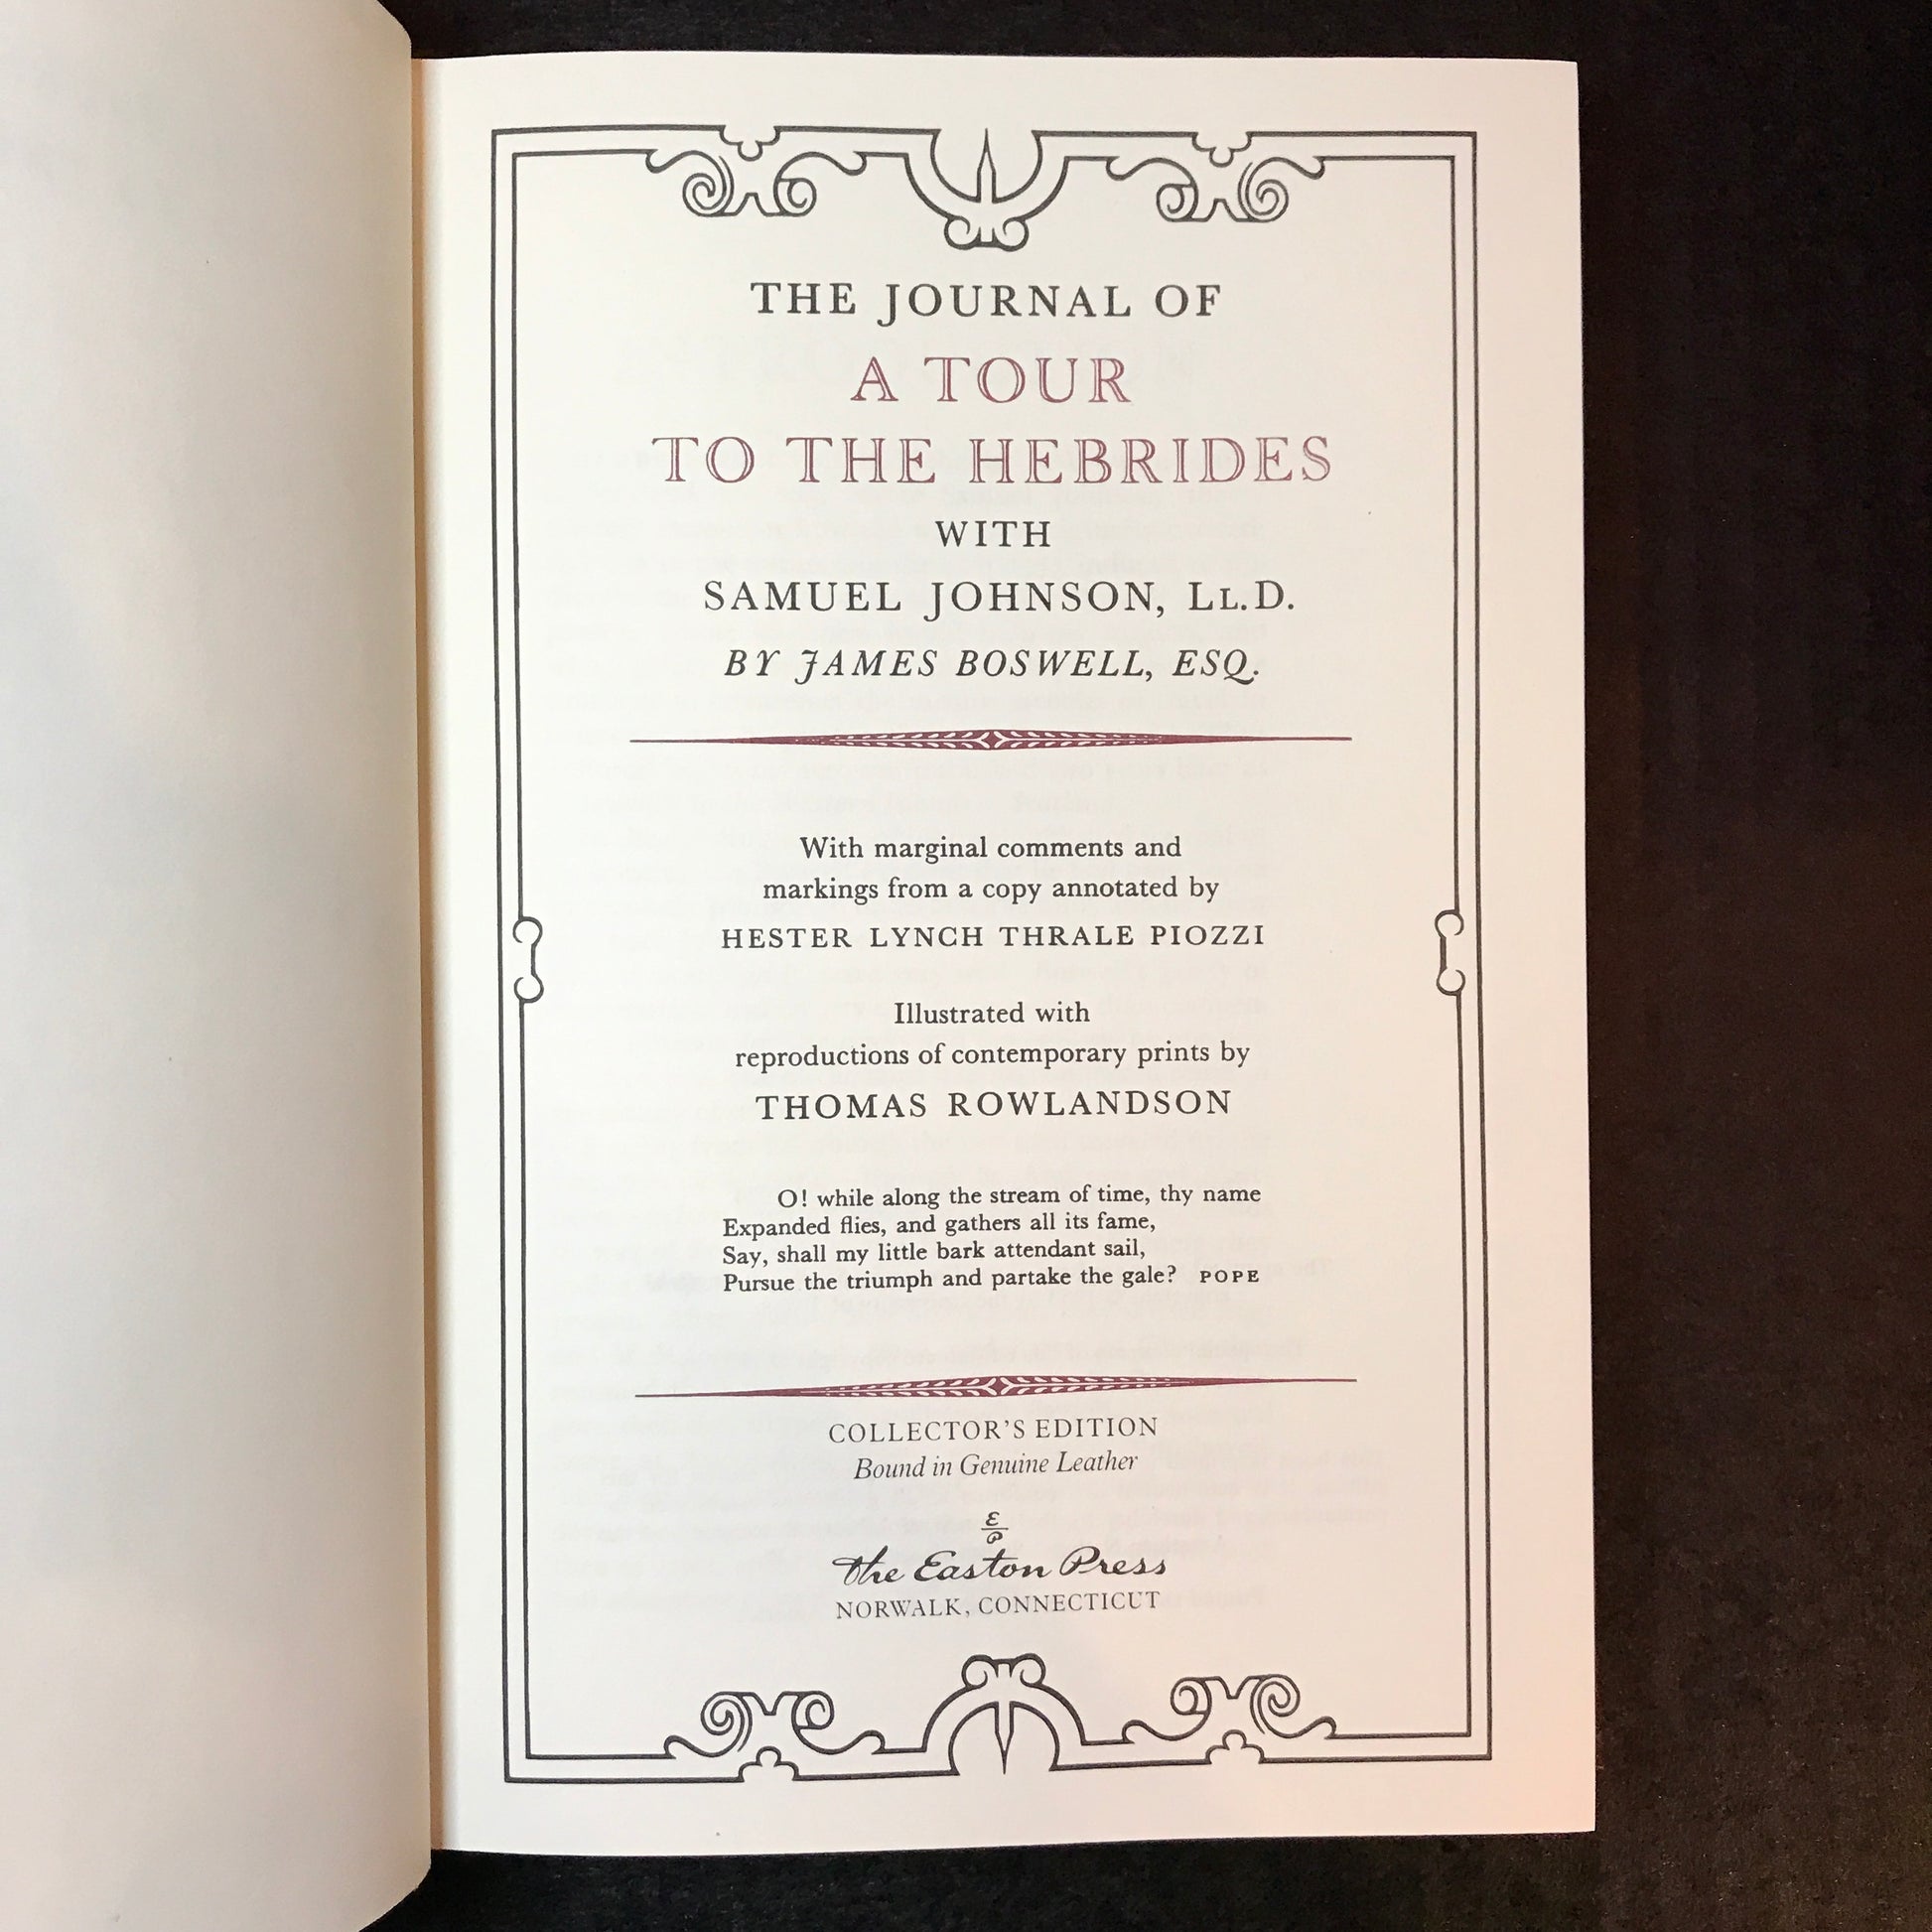 THE JOURNAL OF
A TOUR
TO THE HEBRIDES
WITH
SAMUEL JOHNSON, LL.D.
BY JAMES BOSWELL, ESQ.
With marginal comments and
markings from a copy annotated by
HESTER LYNCH THRALE PIOZZI
Illustrated with
reproductions of contemporary prints by
THOMAS ROWLANDSON
O! while along the stream of time, thy name
Expanded flies, and gathers all its fame,
Say, shall my little bark attendant sail,
Pursue the triumph and partake the gale? POPE
COLLECTOR'S EDITION
Bound in Genuine Leather
The Easton Press
NORWALK, CONNECTICUT